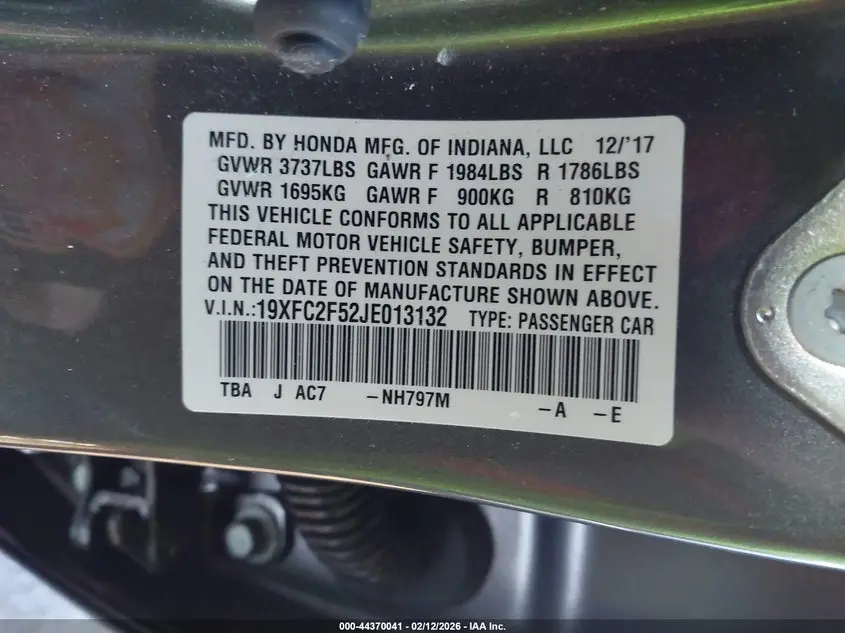 MFD. BY HONDA MFG. OF INDIANA, LLC 12/'17
GVWR 3737LBS GAWR F 1984LBS R 1786LBS
GVWR 1695KG GAWR F 900KG R 810KG
THIS VEHICLE CONFORMS TO ALL APPLICABLE
FEDERAL MOTOR VEHICLE SAFETY, BUMPER,
AND THEFT PREVENTION STANDARDS IN EFFECT
ON THE DATE OF MANUFACTURE SHOWN ABOVE.
V.I.N.:19XFC2F52JE013132 TYPE: PASSENGER CAR
TBA J AC7 -NH797M -A -E
000-44370041 - 02/12/2026 - IAA Inc.